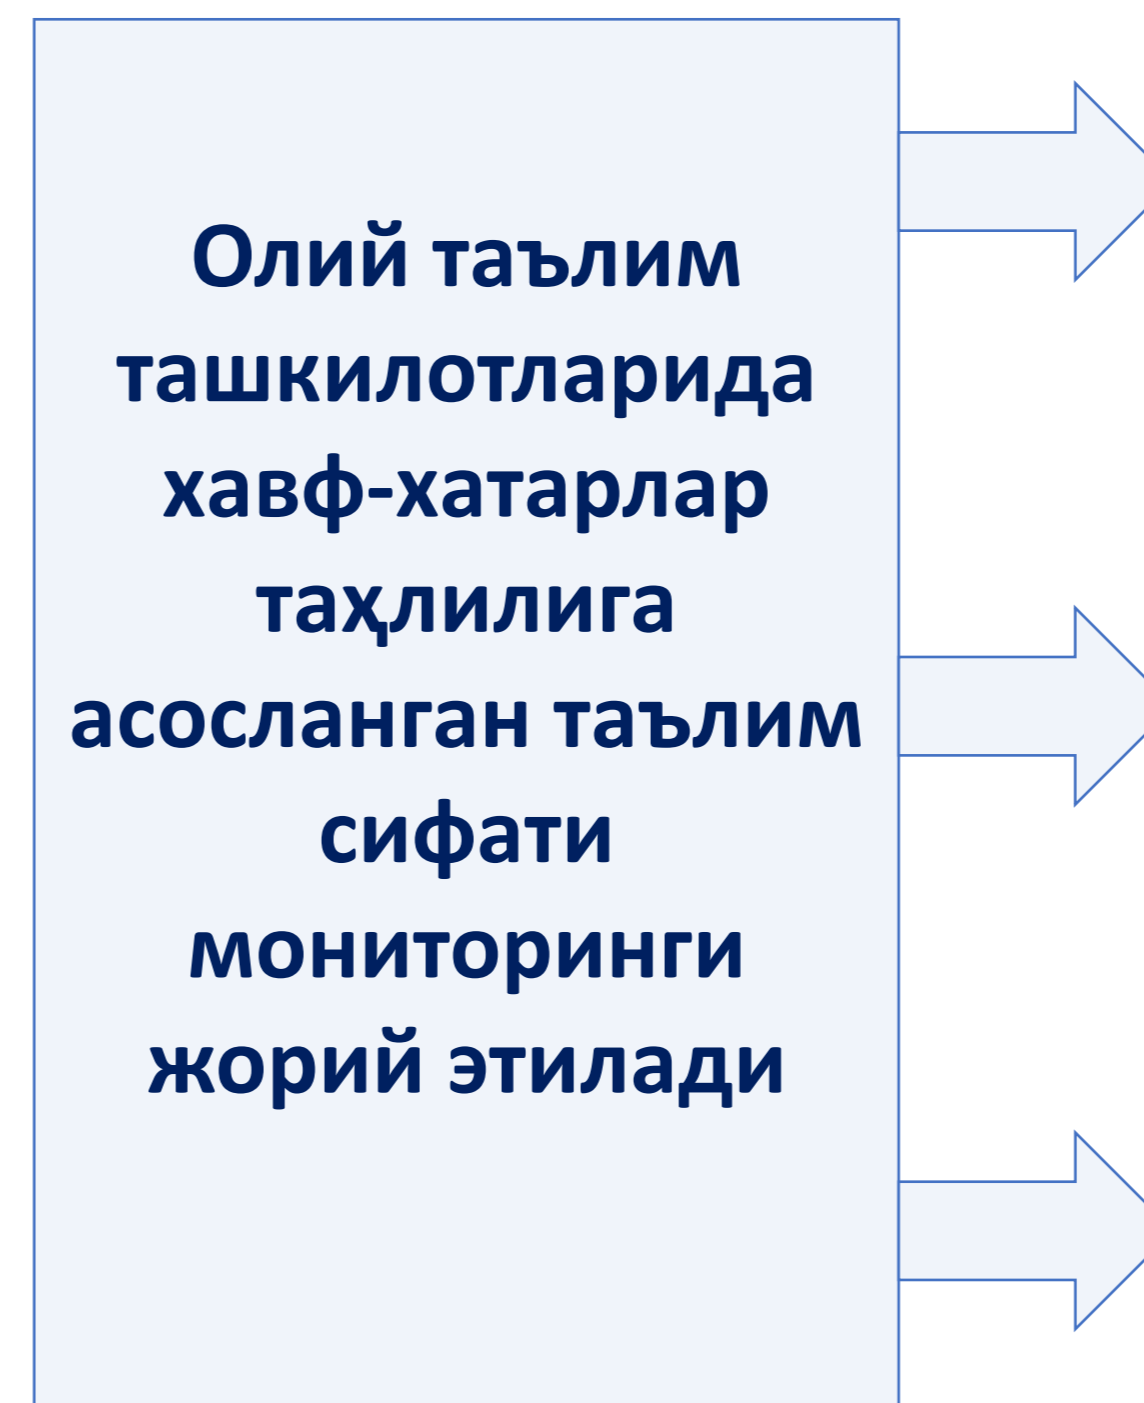 Олий таълим
ташкилотларида
хавф-хатарлар
таҳлилига
асосланган таълим
сифати
мониторинги
жорий этилади